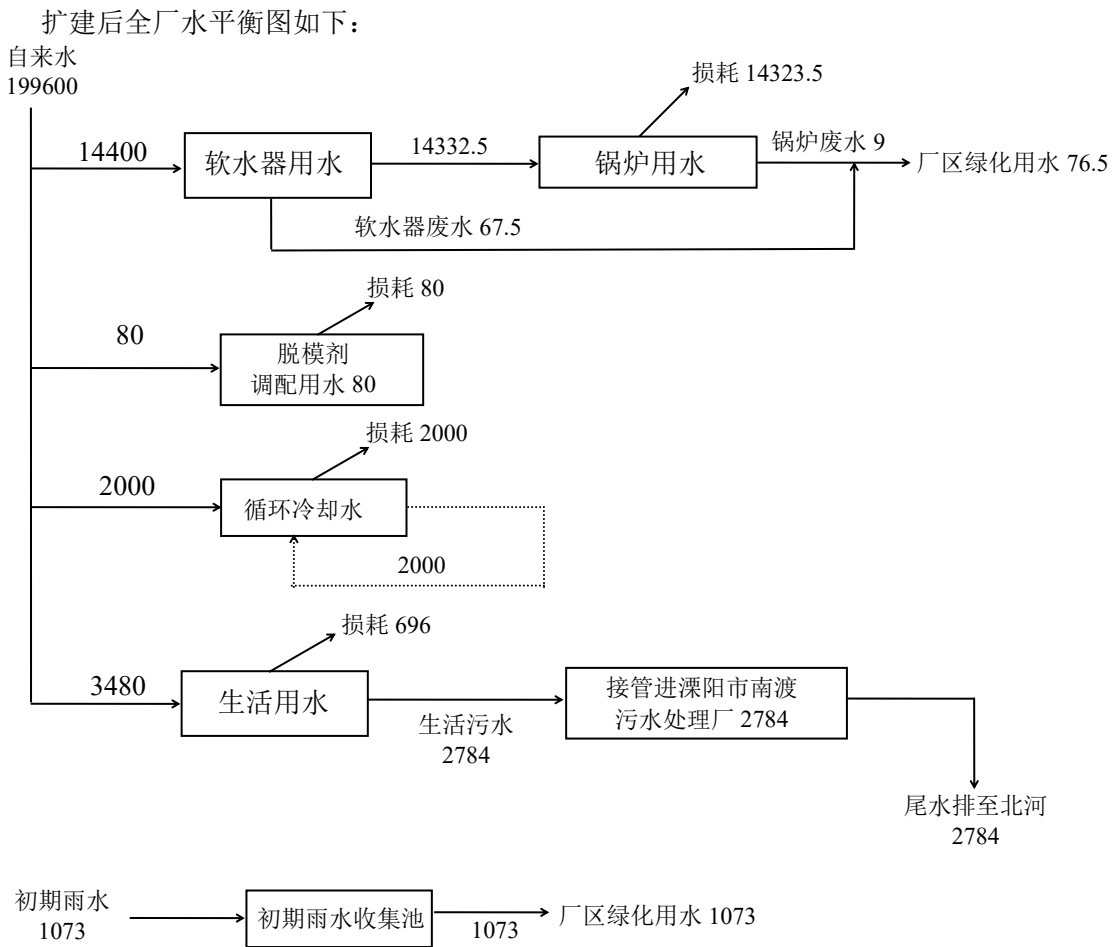 扩建后全厂水平衡图如下：
自来水
199600
损耗 14323.5
14400
软水器用水
14332.5
锅炉用水
锅炉废水 9
厂区绿化用水 76.5
软水器废水 67.5
损耗 80
80
脱模剂
调配用水 80
损耗 2000
2000
循环冷却水
2000
损耗 696
3480
生活用水
生活污水
2784
接管进溧阳市南渡
污水处理厂 2784
尾水排至北河
2784
初期雨水
1073
初期雨水收集池
1073
厂区绿化用水 1073